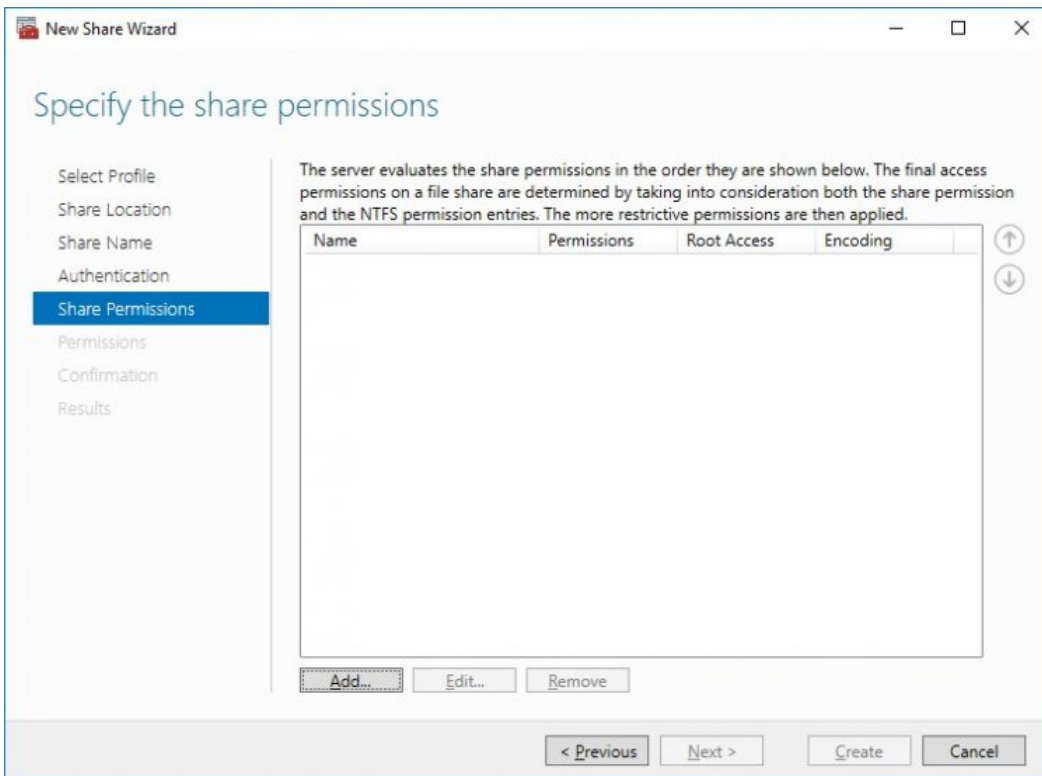 New Share Wizard
Specify the share permissions
Select Profile
Share Location
Share Name
Authentication
Share Permissions
Permissions
Confirmation
Results
The server evaluates the share permissions in the order they are shown below. The final access
permissions on a file share are determined by taking into consideration both the share permission
and the NTFS permission entries. The more restrictive permissions are then applied.
Name Permissions Root Access Encoding
Add... Edit... Remove
< Previous Next > Create Cancel